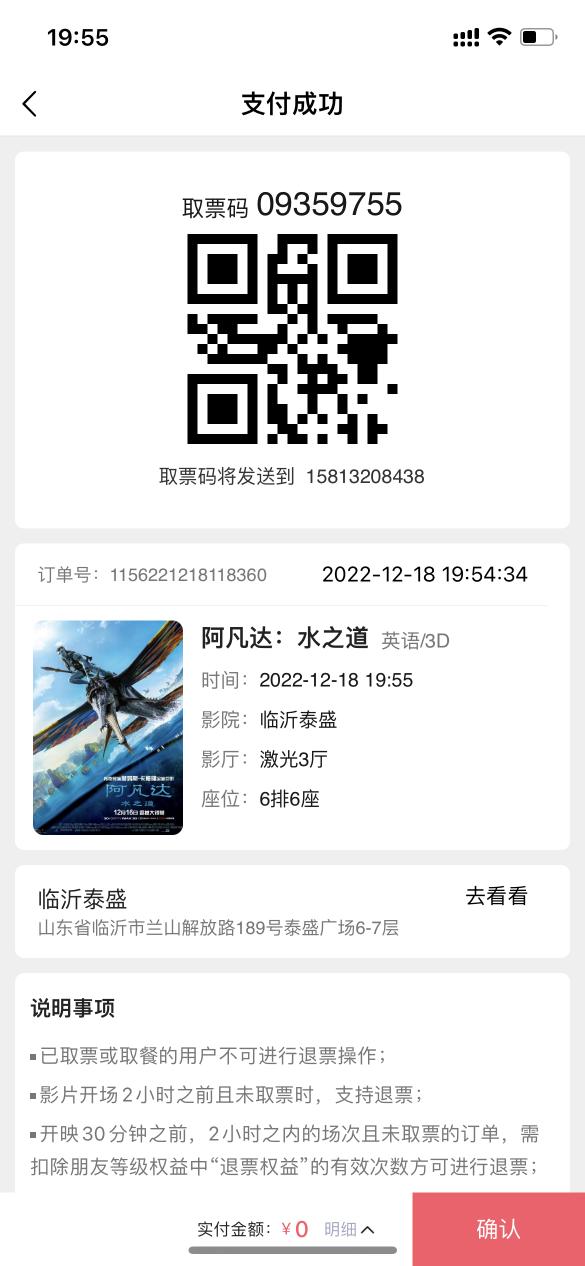 19:55
支付成功
取票码 09359755
取票码将发送到 15813208438
订单号：1156221218118360 2022-12-18 19:54:34
阿凡达：水之道 英语/3D
时间：2022-12-18 19:55
影院：临沂泰盛
影厅：激光3厅
座位：6排6座
阿凡达
水之道
12月16日
临沂泰盛 去看看
山东省临沂市兰山解放路189号泰盛广场6-7层
说明事项
▪已取票或取餐的用户不可进行退票操作；
▪影片开场2小时之前且未取票时，支持退票；
▪开映30分钟之前，2小时之内的场次且未取票的订单，需
扣除朋友等级权益中“退票权益”的有效次数方可进行退票；
实付金额：¥0 明细 确认